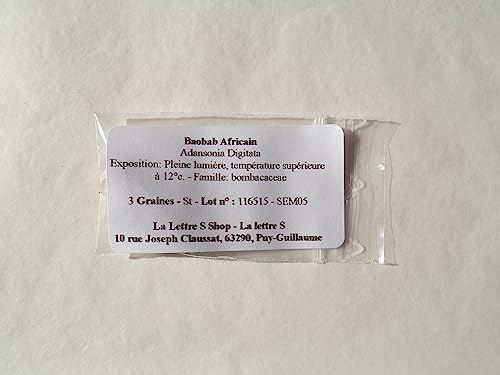 Baobab Africain
Adansonia Digitata
Exposition: Pleine lumière, température supérieure
à 12°c. - Famille: bombacaceae
3 Graines - St - Lot n° : 116515 - SEM05
La Lettre S Shop - La lettre S
10 rue Joseph Claussat, 63290, Puy-Guillaume